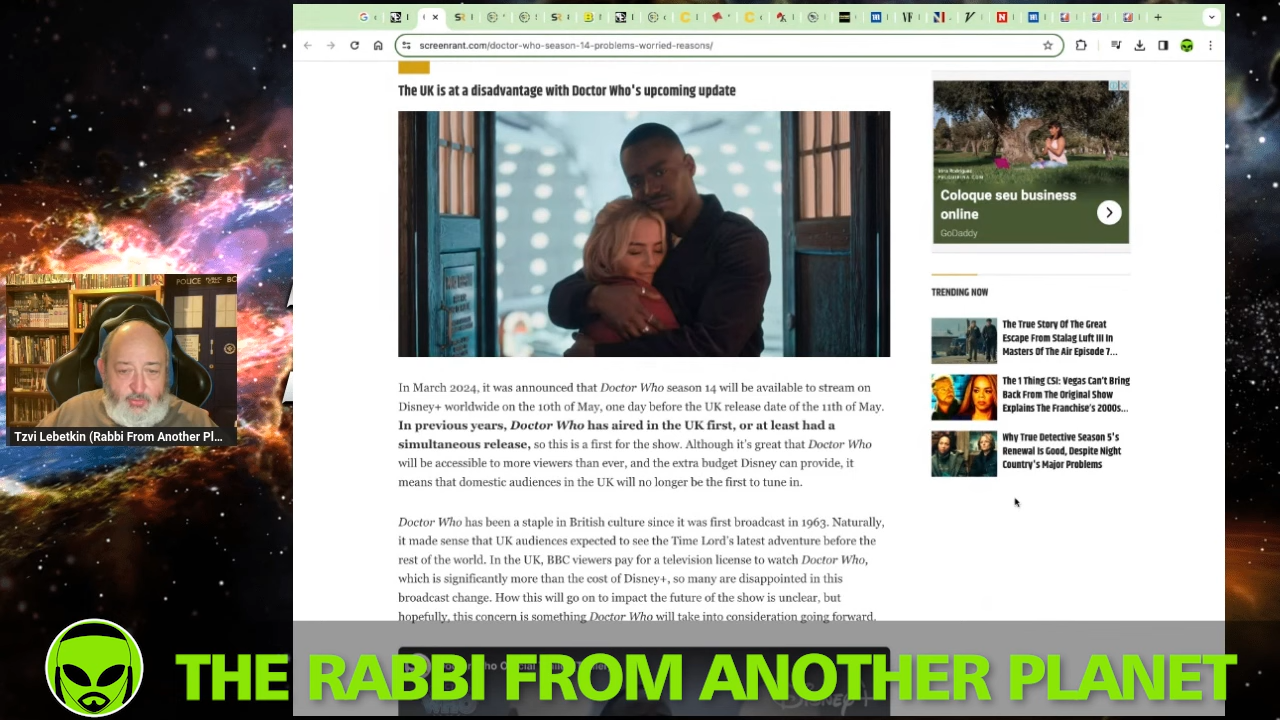 screenrant.com/doctor-who-season-14-problems-worried-reasons/
The UK is at a disadvantage with Doctor Who's upcoming update
In March 2024, it was announced that Doctor Who season 14 will be available to stream on
Disney+ worldwide on the 10th of May, one day before the UK release date of the 11th of May.
In previous years, Doctor Who has aired in the UK first, or at least had a
simultaneous release, so this is a first for the show. Although it's great that Doctor Who
will be accessible to more viewers than ever, and the extra budget Disney can provide, it
means that domestic audiences in the UK will no longer be the first to tune in.
Doctor Who has been a staple in British culture since it was first broadcast in 1963. Naturally,
it made sense that UK audiences expected to see the Time Lord's latest adventure before the
rest of the world. In the UK, BBC viewers pay for a television license to watch Doctor Who,
which is significantly more than the cost of Disney+, so many are disappointed in this
broadcast change. How this will go on to impact the future of the show is unclear, but
hopefully, this concern is something Doctor Who will take into consideration going forward.
Coloque seu business
online
GoDaddy
TRENDING NOW
The True Story Of The Great
Escape From Stalag Luft III In
Masters Of The Air Episode 7...
The 1 Thing CSI: Vegas Can't Bring
Back From The Original Show
Explains The Franchise's 2000s...
Why True Detective Season 5's
Renewal Is Good, Despite Night
Country's Major Problems
POLICE PUBLIC BO
Tzvi Lebetkin (Rabbi From Another Pl...
THE RABBI FROM ANOTHER PLANET